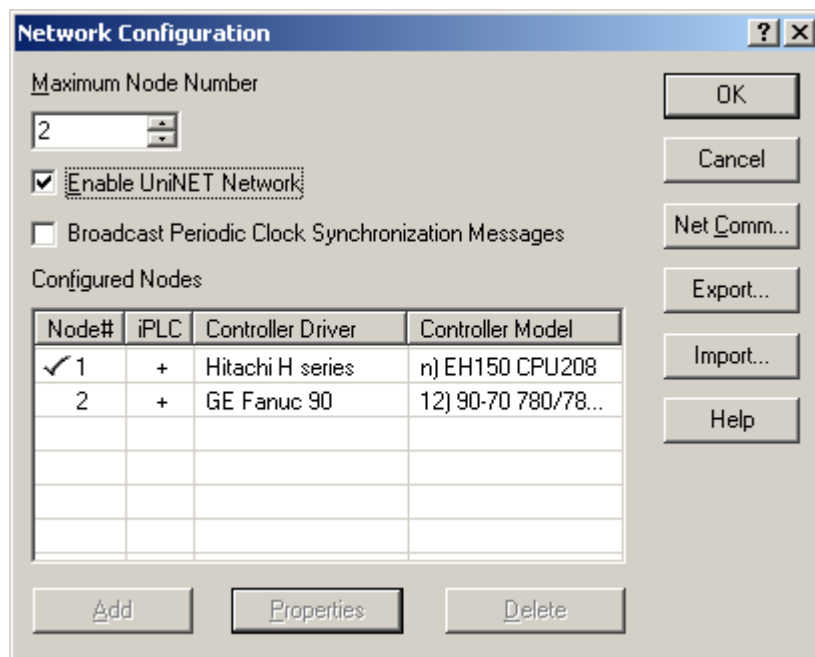 Network Configuration
Maximum Node Number
2
Enable UniNET Network
Broadcast Periodic Clock Synchronization Messages
Configured Nodes
Node# iPLC Controller Driver Controller Model
1 + Hitachi H series n) EH150 CPU208
2 + GE Fanuc 90 12) 90-70 780/78...
Add Properties Delete
OK
Cancel
Net Comm...
Export...
Import...
Help